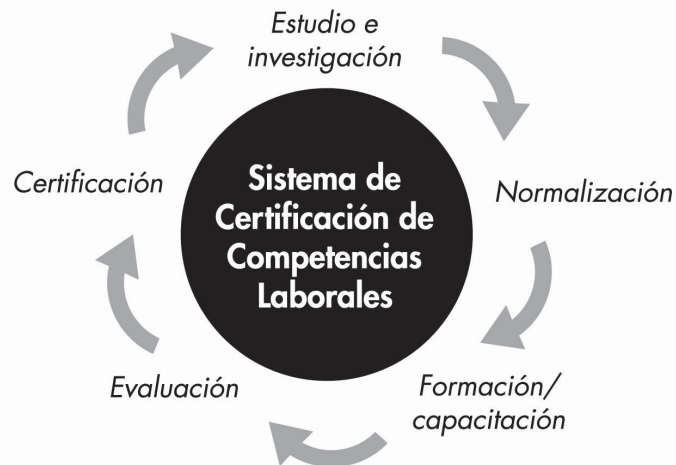 Estudio e
investigación
Normalización
Formación/
capacitación
Evaluación
Certificación
Sistema de
Certificación de
Competencias
Laborales